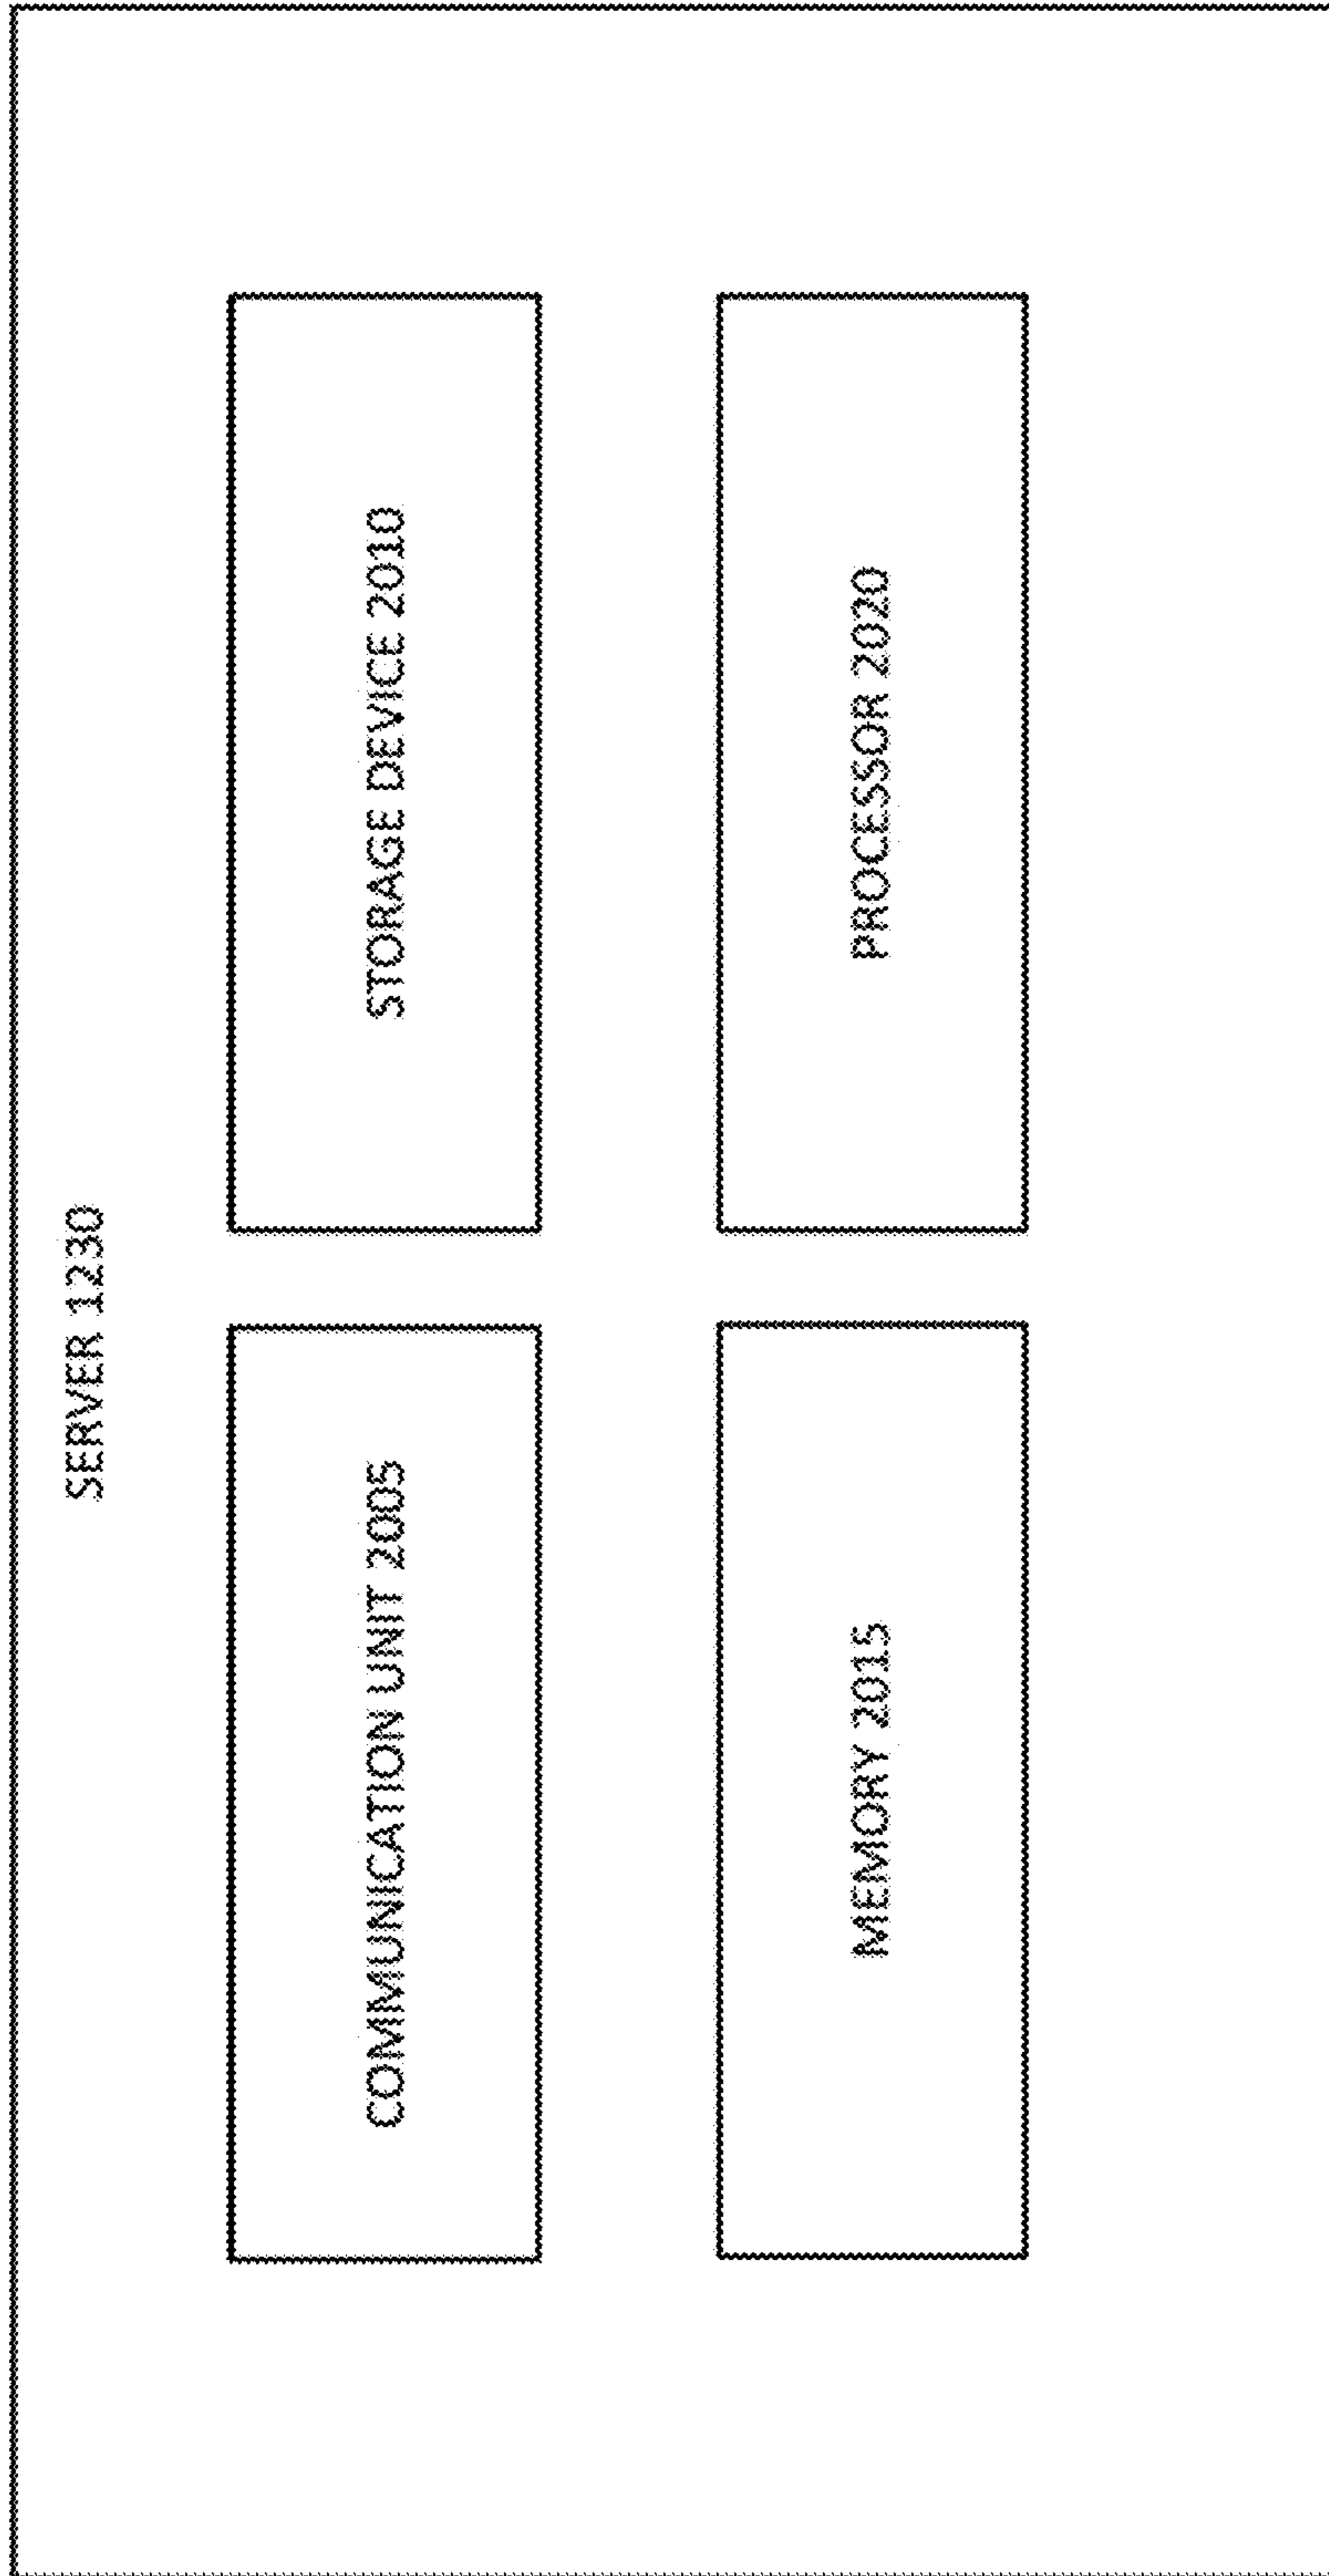 SERVER 1230
COMMUNICATION UNIT 2005
STORAGE DEVICE 2010
MEMORY 2015
PROCESSOR 2020